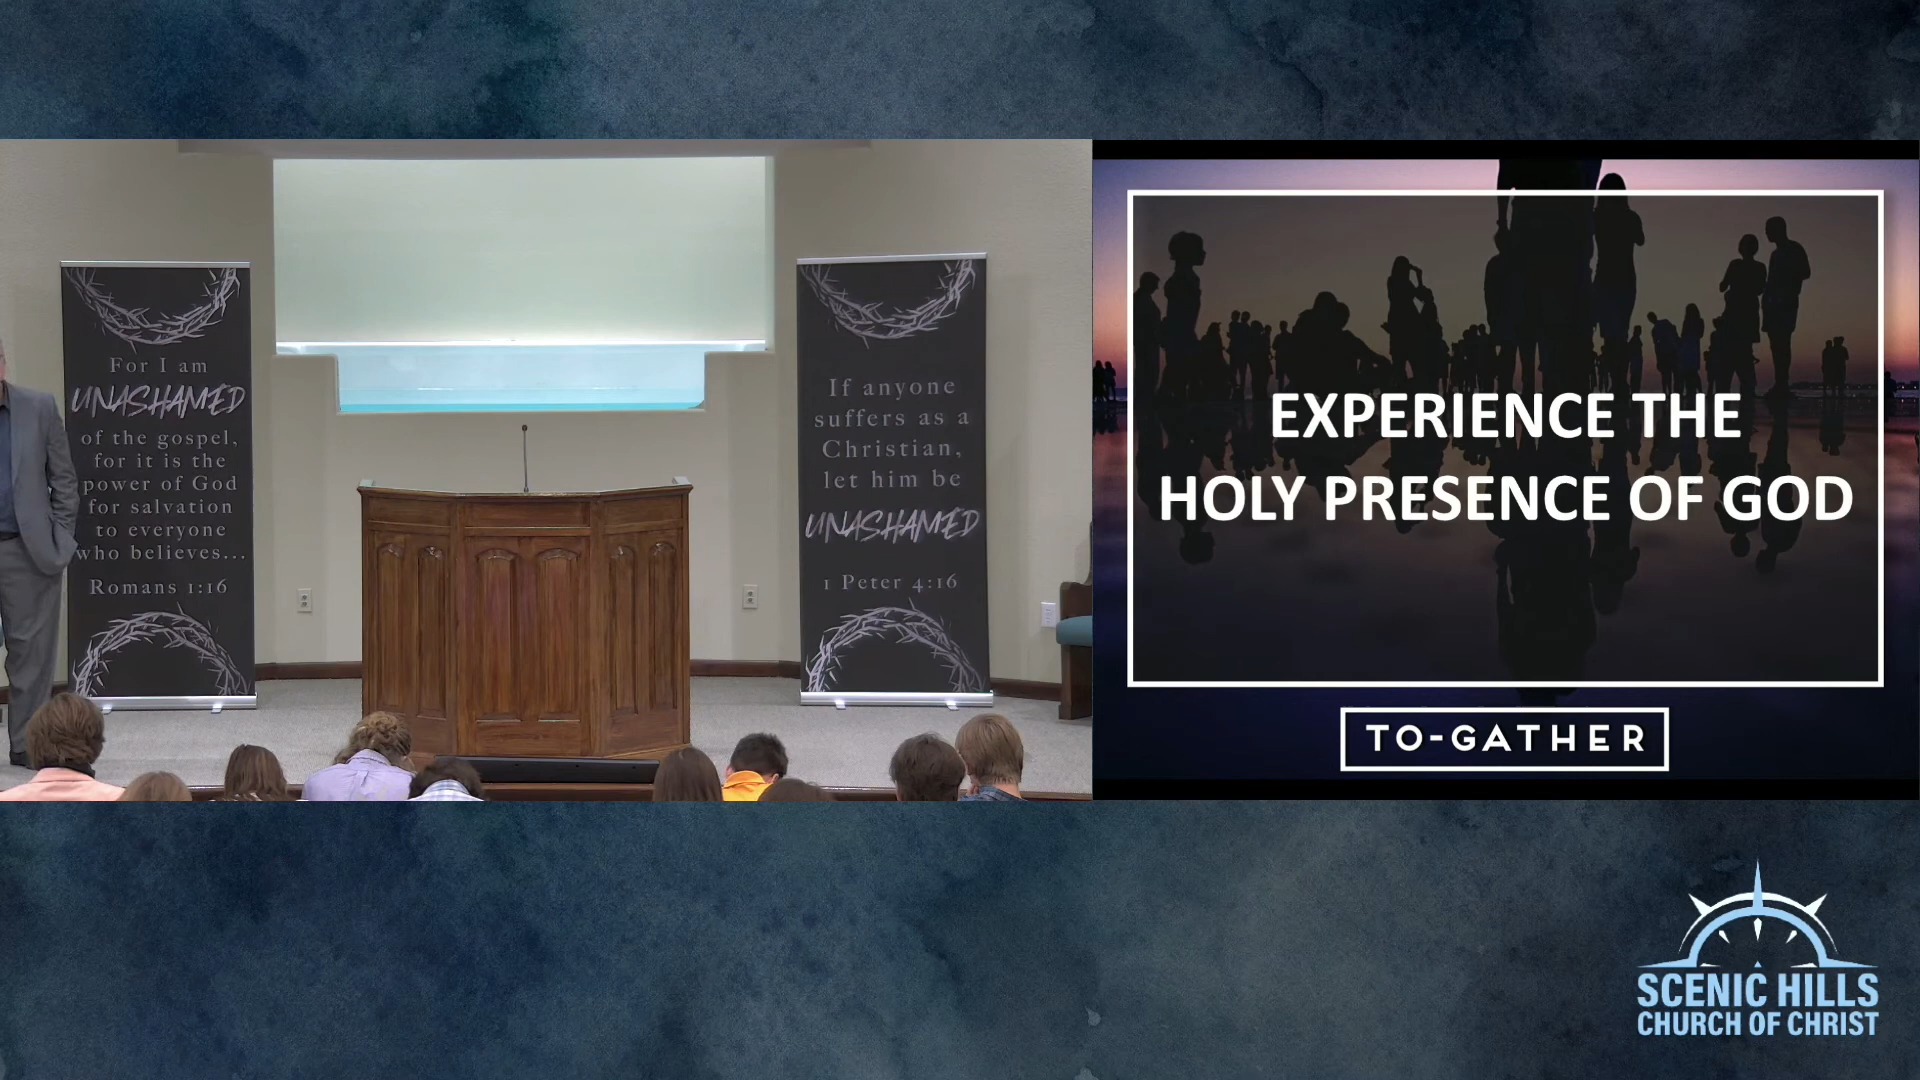 For I am
UNASHAMED
of the gospel,
for it is the
power of God
for salvation
to everyone
who believes...
Romans 1:16
If anyone
suffers as a
Christian,
let him be
UNASHAMED
1 Peter 4:16
EXPERIENCE THE
HOLY PRESENCE OF GOD
TO-GATHER
SCENIC HILLS
CHURCH OF CHRIST